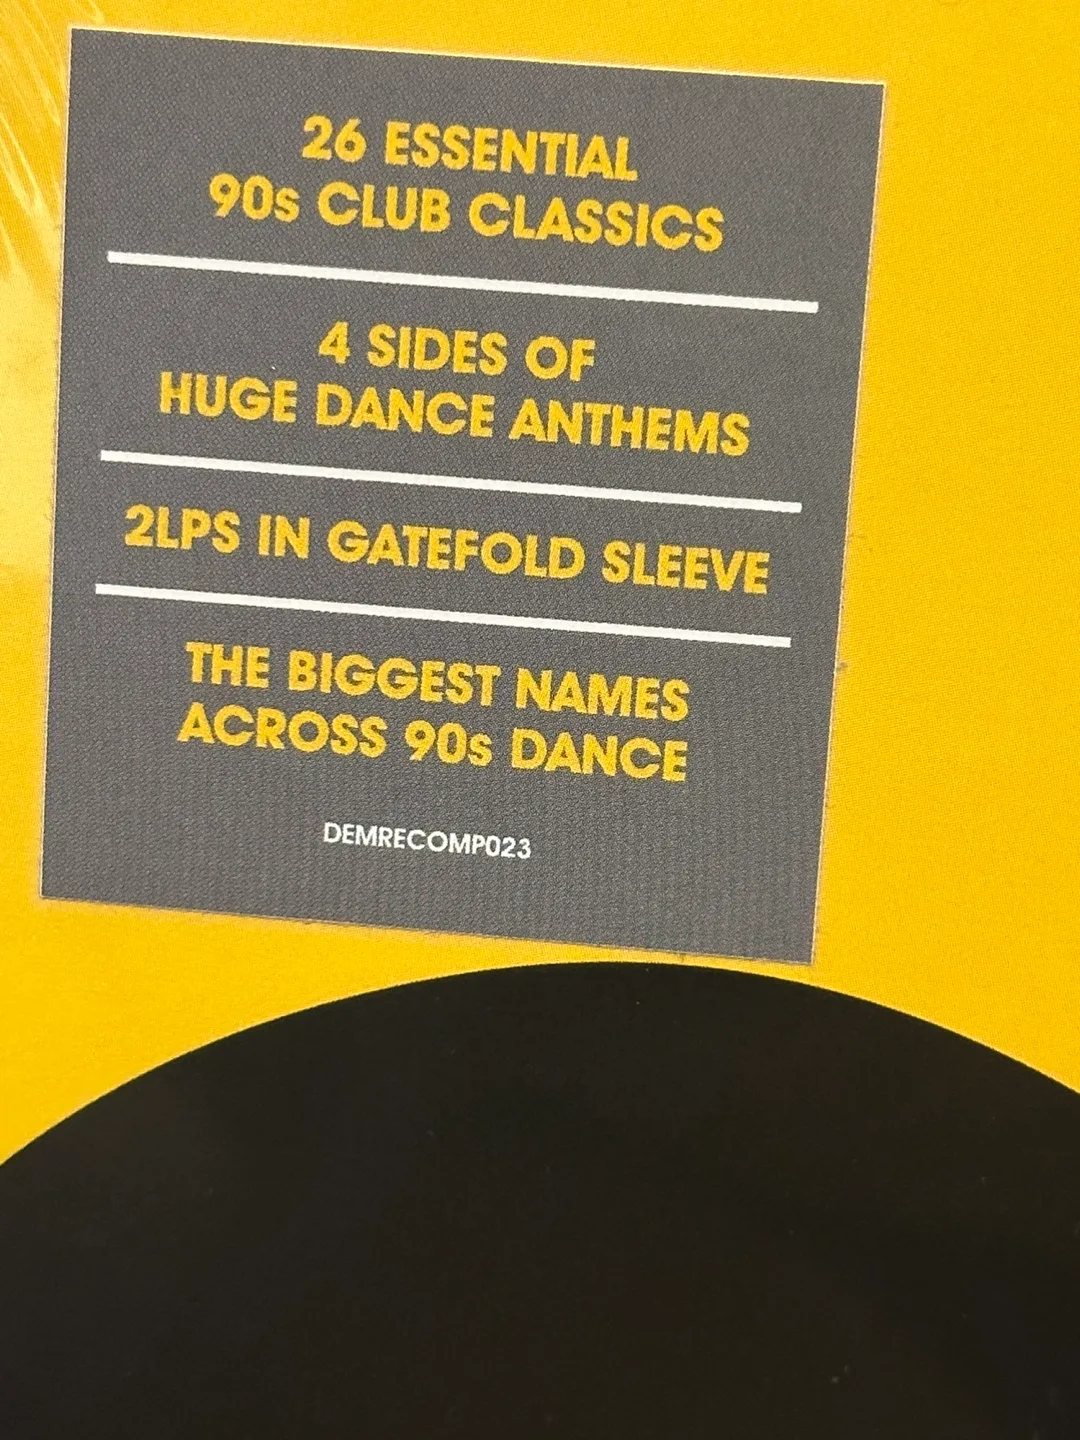 26 ESSENTIAL
90s CLUB CLASSICS
4 SIDES OF
HUGE DANCE ANTHEMS
2LPS IN GATEFOLD SLEEVE
THE BIGGEST NAMES
ACROSS 90s DANCE
DEMRECOMP023